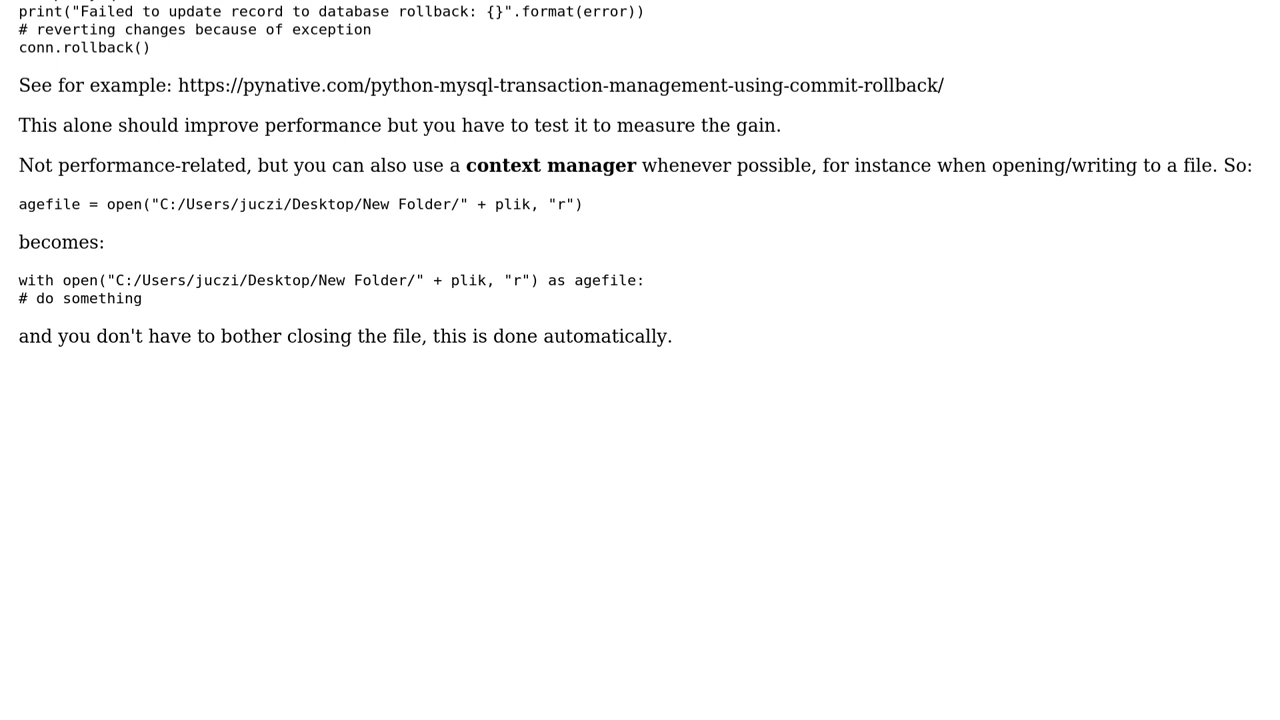 print("Failed to update record to database rollback: {}".format(error))
# reverting changes because of exception
conn.rollback()
See for example: https://pynative.com/python-mysql-transaction-management-using-commit-rollback/
This alone should improve performance but you have to test it to measure the gain.
Not performance-related, but you can also use a context manager whenever possible, for instance when opening/writing to a file. So:
agefile = open("C:/Users/juczi/Desktop/New Folder/" + plik, "r")
becomes:
with open("C:/Users/juczi/Desktop/New Folder/" + plik, "r") as agefile:
# do something
and you don't have to bother closing the file, this is done automatically.